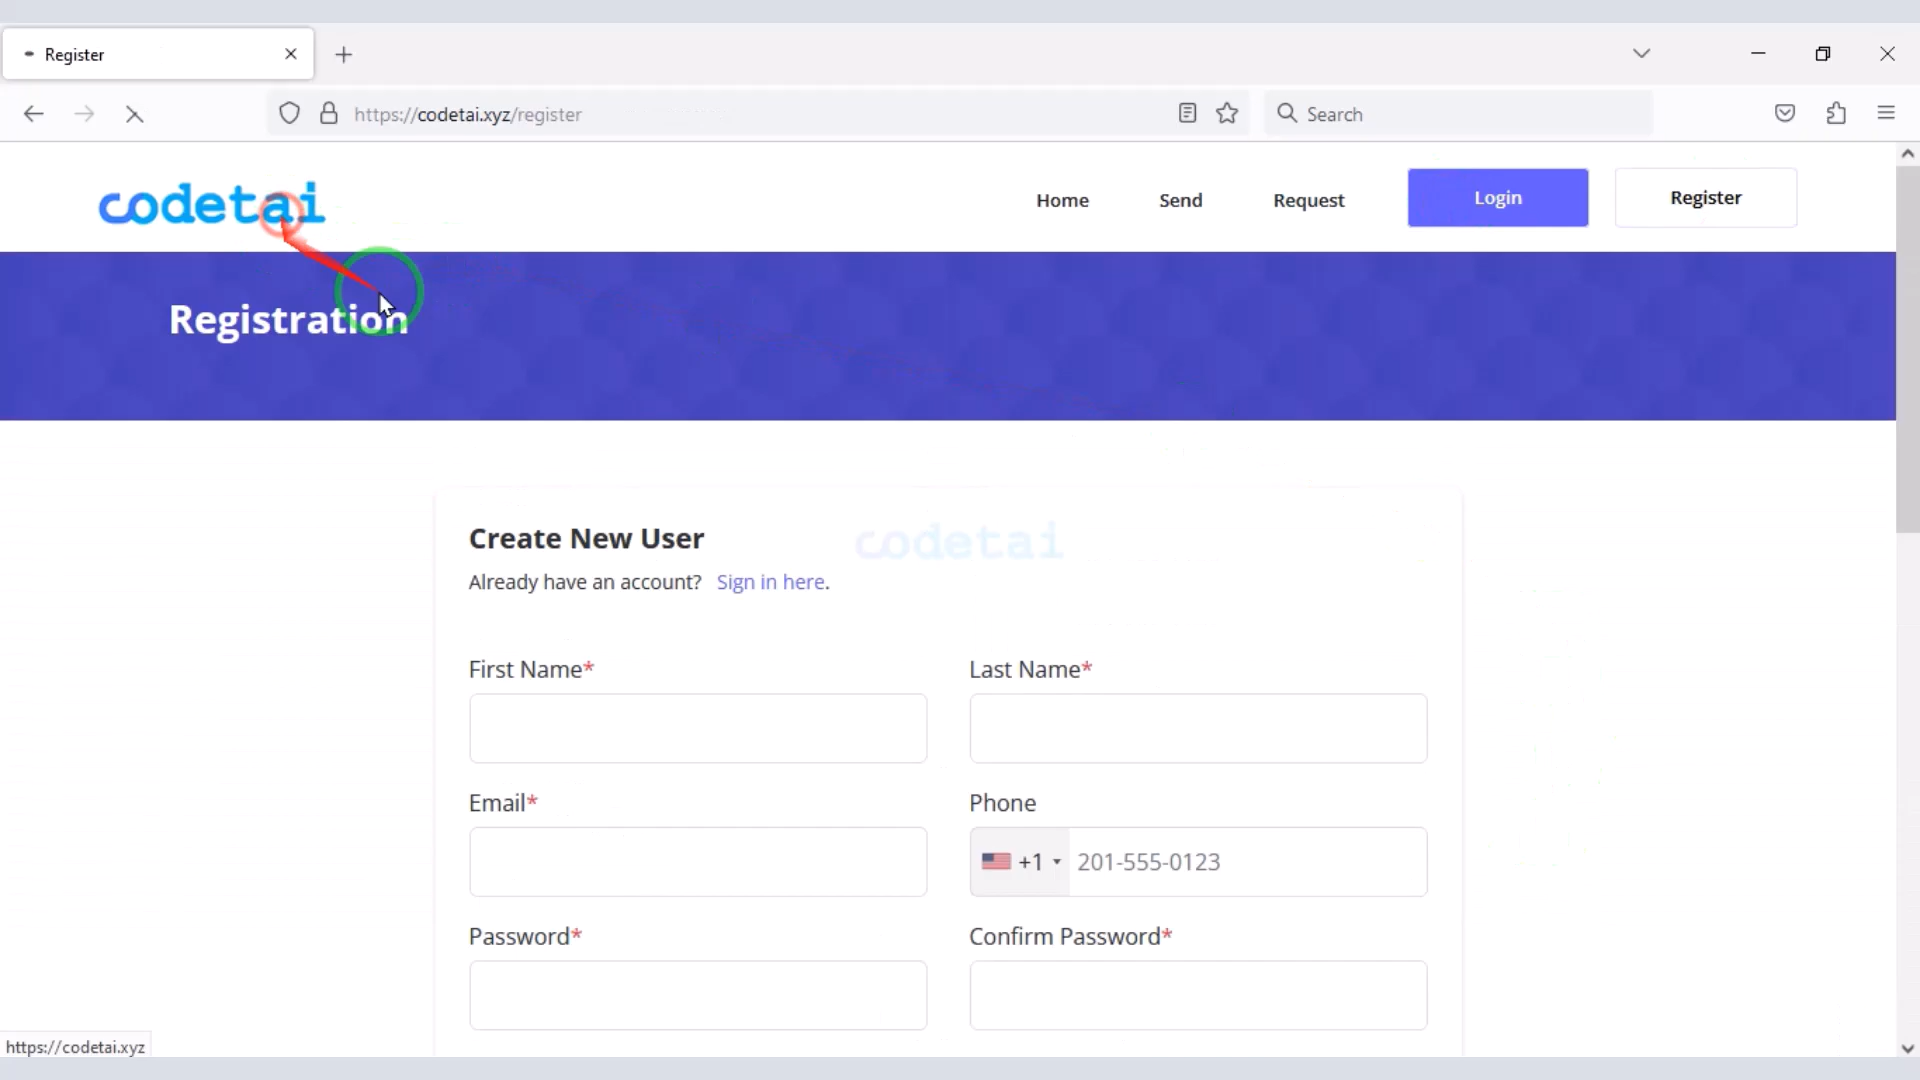 Register
https://codetai.xyz/register
Search
codetai
Home
Send
Request
Login
Register
Registration
Create New User
codetai
Already have an account? Sign in here.
First Name*
Last Name*
Email*
Phone
+1
201-555-0123
Password*
Confirm Password*
https://codetai.xyz